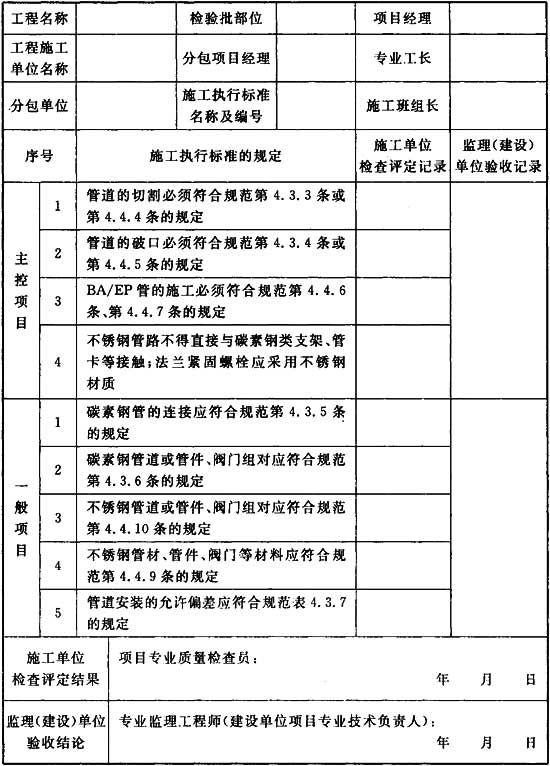 工程名称 检验批部位 项目经理
工程施工
单位名称 分包项目经理 专业工长
分包单位 施工执行标准
名称及编号 施工班组长
序号 施工执行标准的规定 施工单位
检查评定记录 监理(建设)
单位验收记录
主控项目
1 管道的切割必须符合规范第4.3.3条或
第4.4.4条的规定
2 管道的破口必须符合规范第4.3.4条或
第4.4.5条的规定
3 BA/EP管的施工必须符合规范第4.4.6
条、第4.4.7条的规定
4 不锈钢管路不得直接与碳素钢类支架、管
卡等接触;法兰紧固螺栓应采用不锈钢
材质
一般项目
1 碳素钢管的连接应符合规范第4.3.5条
的规定
2 碳素钢管道或管件、阀门组对应符合规范
第4.3.6条的规定
3 不锈钢管道或管件、阀门组对应符合规范
第4.4.10条的规定
4 不锈钢管材、管件、阀门等材料应符合规
范第4.4.9条的规定
5 管道安装的允许偏差应符合规范表4.3.7
的规定
施工单位
检查评定结果 项目专业质量检查员:
年 月 日
监理(建设)单位
验收结论 专业监理工程师(建设单位项目专业技术负责人):
年 月 日